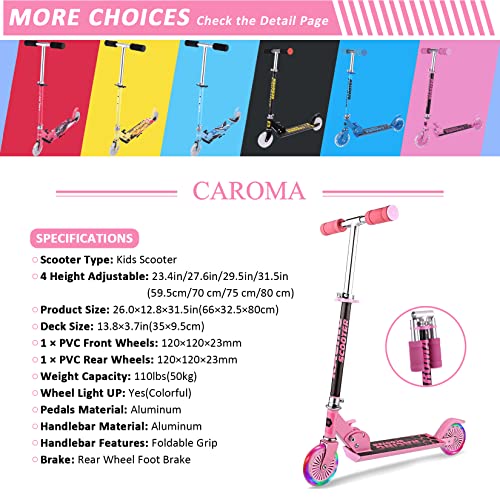 MORE CHOICES Check the Detail Page
CAROMA
SPECIFICATIONS
Scooter Type: Kids Scooter
4 Height Adjustable: 23.4in/27.6in/29.5in/31.5in
(59.5cm/70 cm/75 cm/80 cm)
Product Size: 26.0×12.8×31.5in(66×32.5×80cm)
Deck Size: 13.8×3.7in(35×9.5cm)
1 × PVC Front Wheels: 120×120×23mm
1 × PVC Rear Wheels: 120×120×23mm
Weight Capacity: 110lbs(50kg)
Wheel Light UP: Yes(Colorful)
Pedals Material: Aluminum
Handlebar Material: Aluminum
Handlebar Features: Foldable Grip
Brake: Rear Wheel Foot Brake
SCOOTER